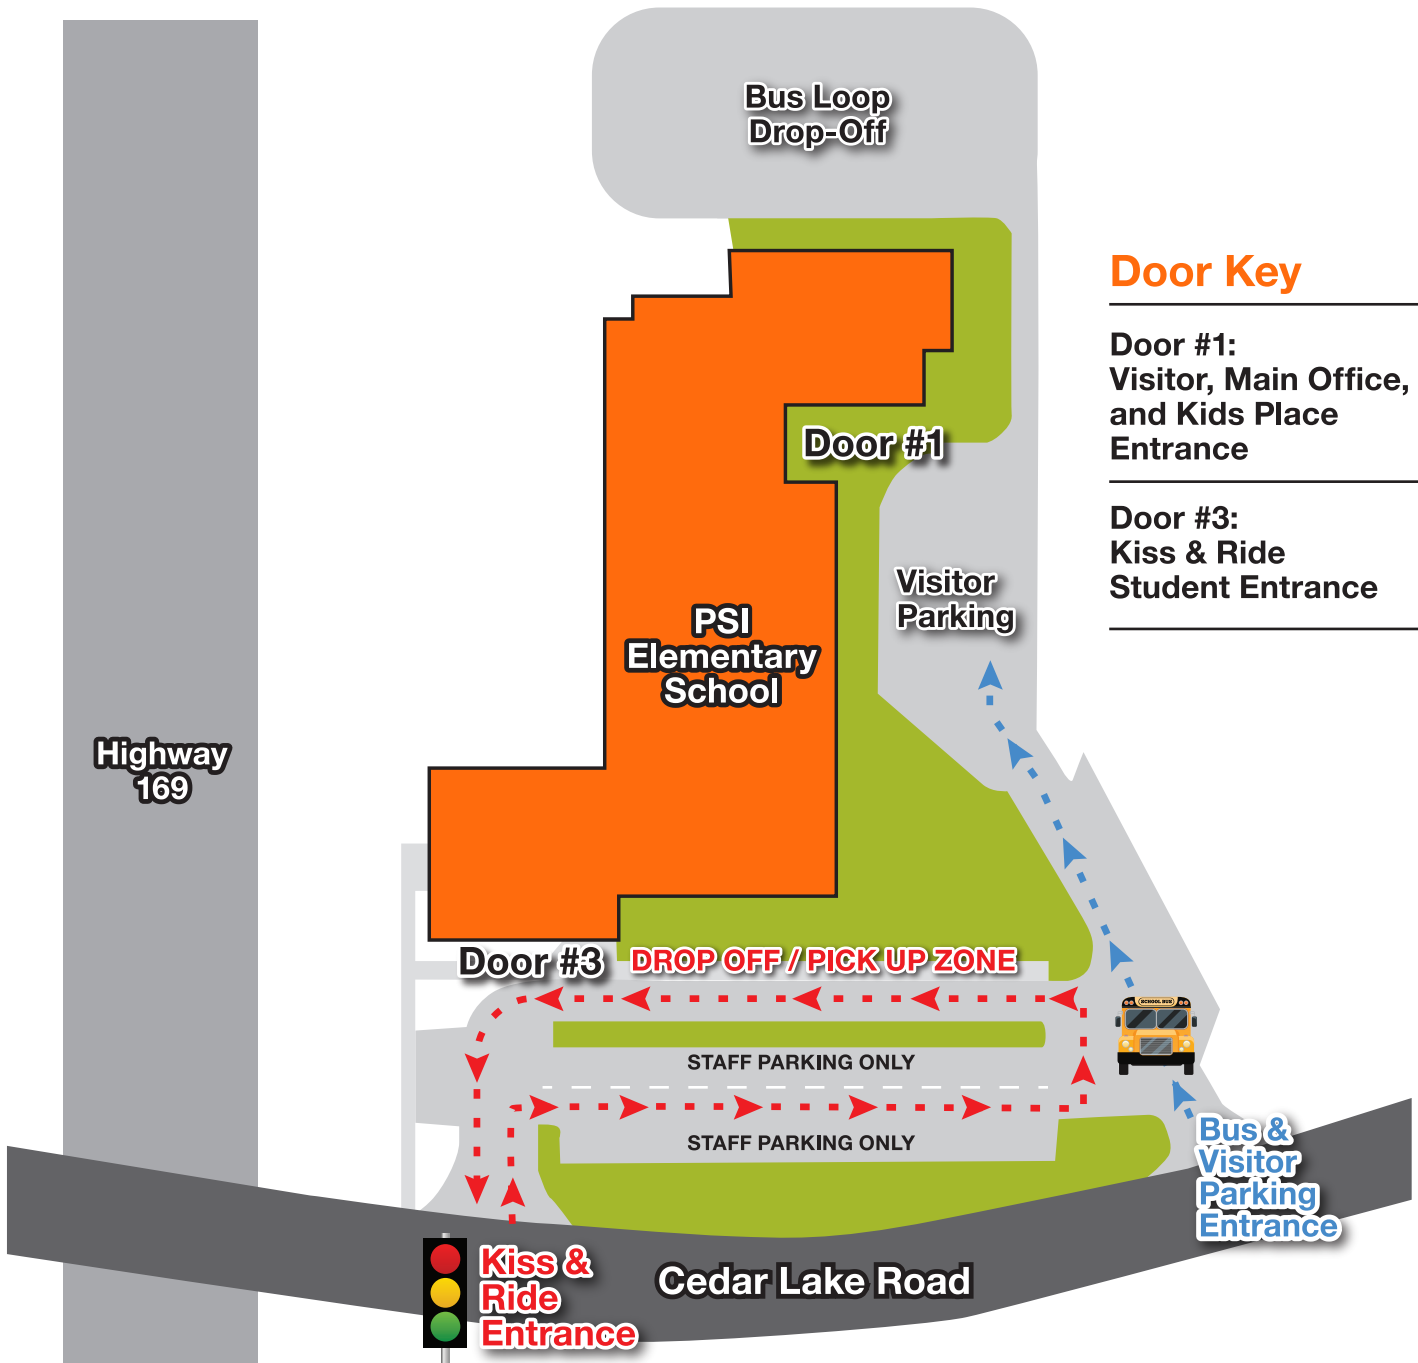 Bus Loop
Drop-Off
Door Key
Door #1:
Visitor, Main Office,
and Kids Place
Entrance
Door #1
Door #3:
Kiss & Ride
Student Entrance
Visitor
Parking
PSI
Elementary
School
Highway
169
Door #3
DROP OFF / PICK UP ZONE
SCHOOL BUS
STAFF PARKING ONLY
STAFF PARKING ONLY
Bus &
Visitor
Parking
Entrance
Kiss &
Ride
Entrance
Cedar Lake Road